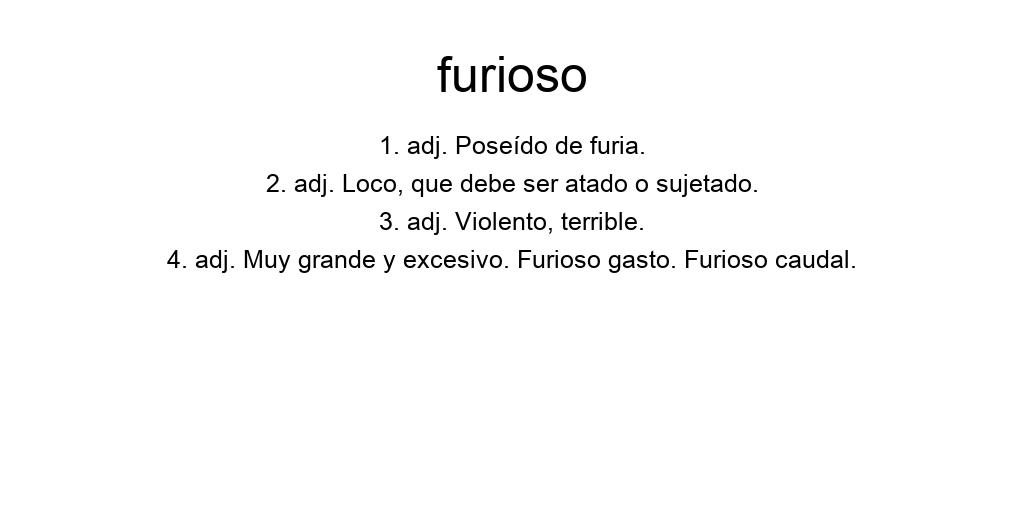 furioso
1. adj. Poseído de furia.
2. adj. Loco, que debe ser atado o sujetado.
3. adj. Violento, terrible.
4. adj. Muy grande y excesivo. Furioso gasto. Furioso caudal.